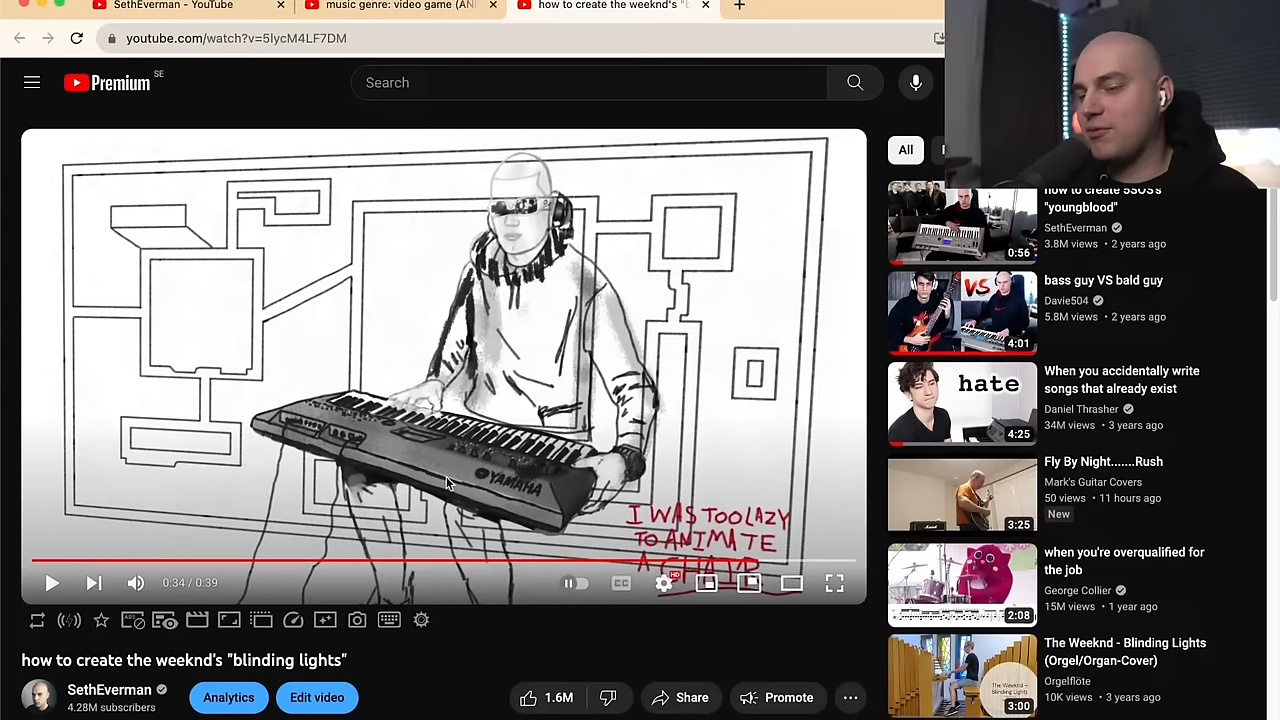 SethEverman - YouTube
music genre: video game (AN
how to create the weeknd's "b
youtube.com/watch?v=5lycM4LF7DM
Premium SE
Search
All
how to create 5SOS's
"youngblood"
SethEverman
3.8M views • 2 years ago
0:56
VS
bass guy VS bald guy
Davie504
5.8M views • 2 years ago
4:01
hate
When you accidentally write
songs that already exist
Daniel Thrasher
34M views • 3 years ago
4:25
Fly By Night.......Rush
Mark's Guitar Covers
50 views • 11 hours ago
New
3:25
when you're overqualified for
the job
George Collier
15M views • 1 year ago
2:08
The Weeknd - Blinding Lights
(Orgel/Organ-Cover)
Orgelflöte
10K views • 3 years ago
3:00
YAMAHA
I WAS TOO LAZY
TO ANIMATE
A CHAIR
0:34 / 0:39
CC
HD
how to create the weeknd's "blinding lights"
SethEverman
4.28M subscribers
Analytics
Edit video
1.6M
Share
Promote